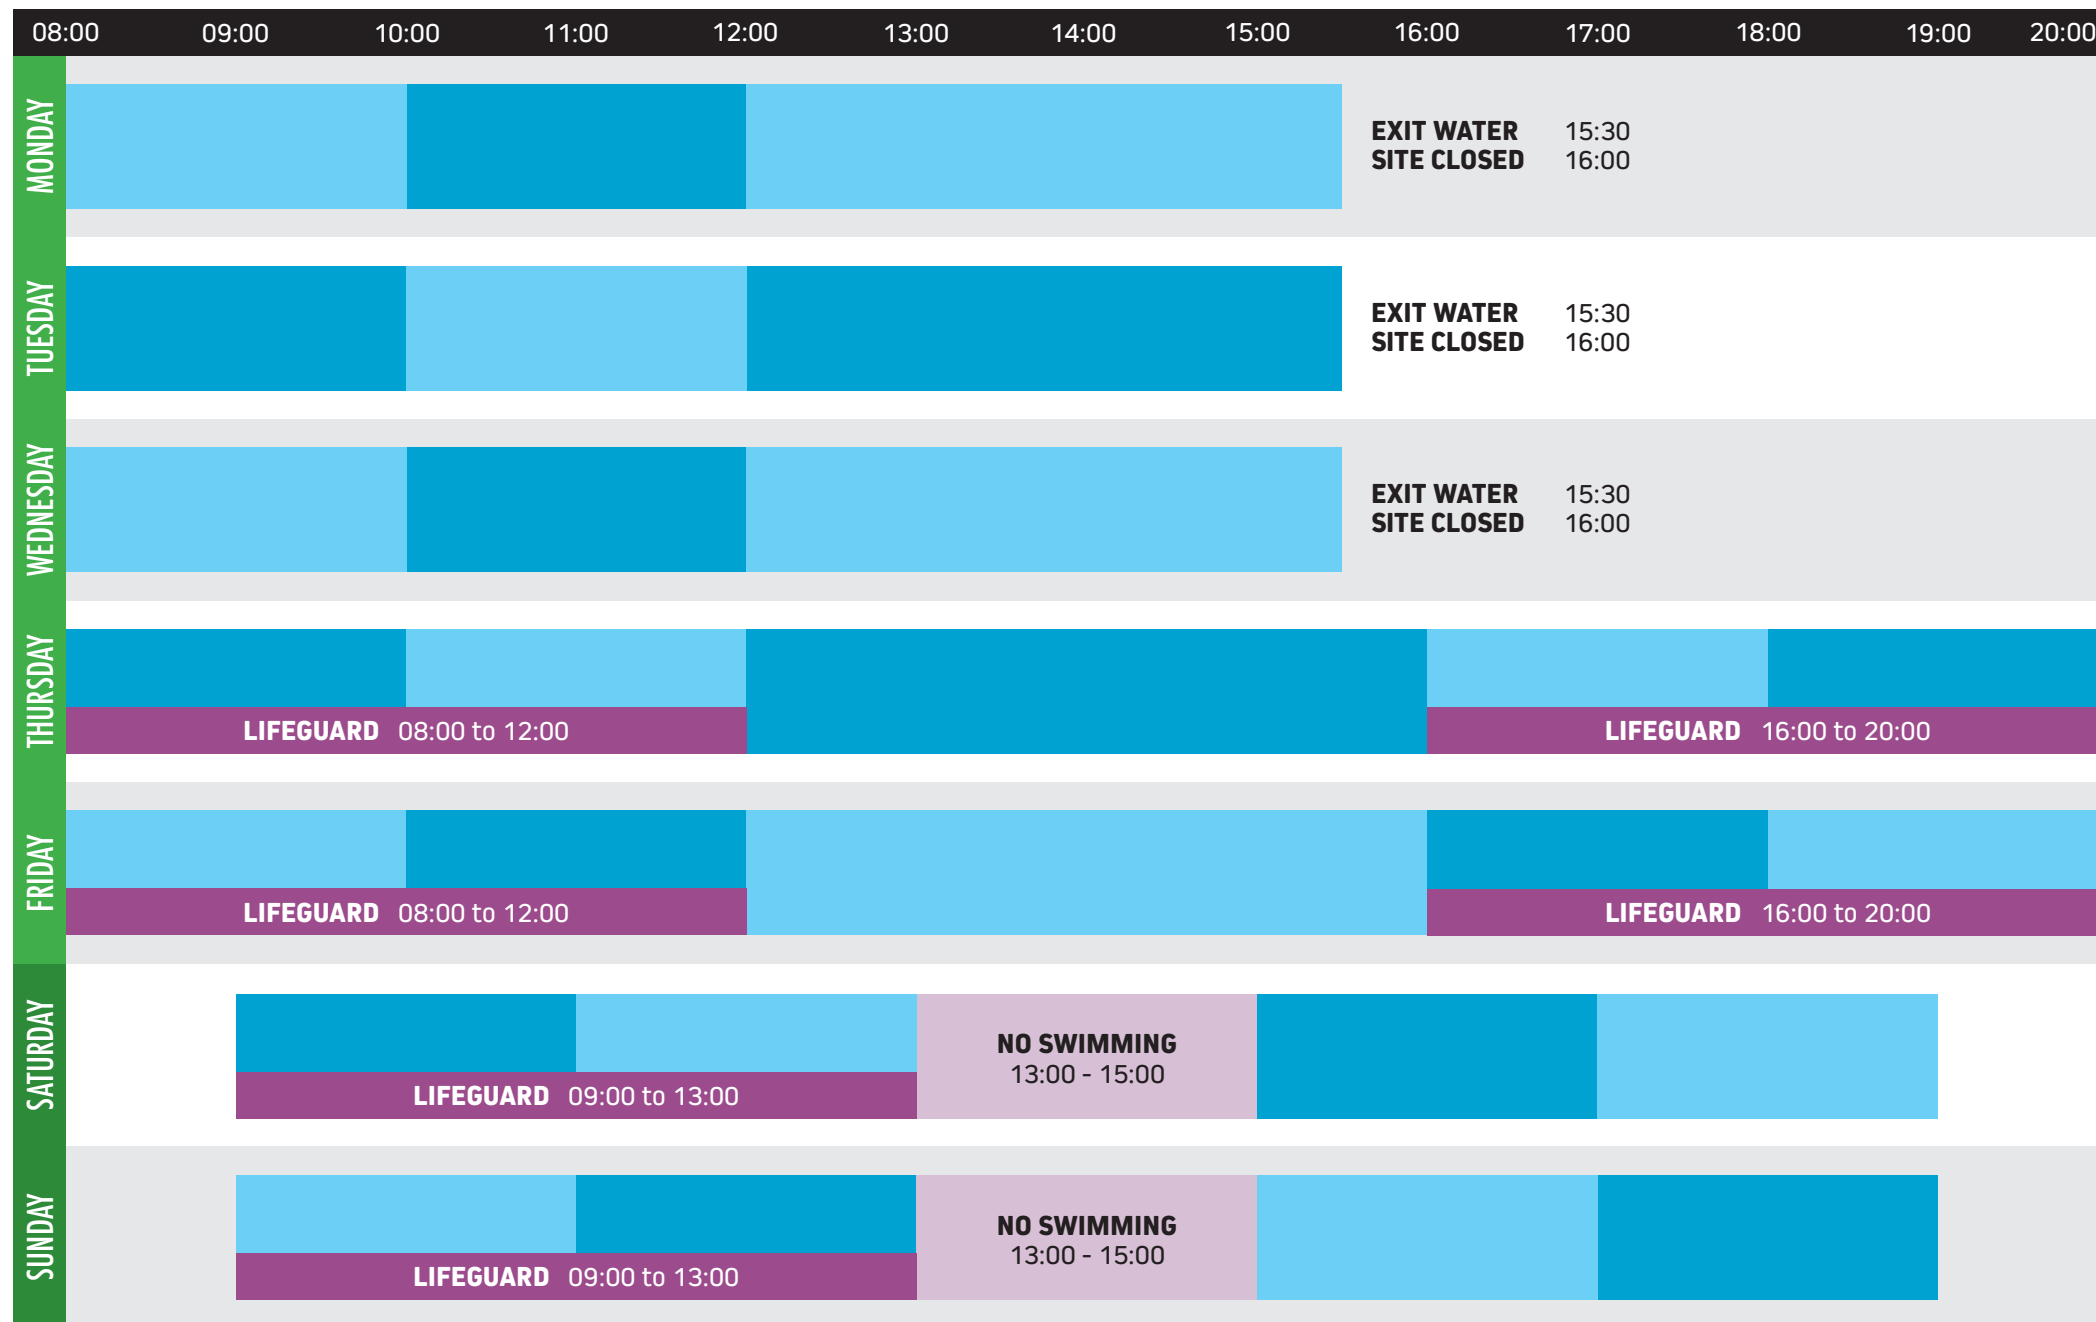 08:00 09:00 10:00 11:00 12:00 13:00 14:00 15:00 16:00 17:00 18:00 19:00 20:00
MONDAY
EXIT WATER 15:30
SITE CLOSED 16:00
TUESDAY
EXIT WATER 15:30
SITE CLOSED 16:00
WEDNESDAY
EXIT WATER 15:30
SITE CLOSED 16:00
THURSDAY
LIFEGUARD 08:00 to 12:00
LIFEGUARD 16:00 to 20:00
FRIDAY
LIFEGUARD 08:00 to 12:00
LIFEGUARD 16:00 to 20:00
SATURDAY
NO SWIMMING
13:00 - 15:00
LIFEGUARD 09:00 to 13:00
SUNDAY
NO SWIMMING
13:00 - 15:00
LIFEGUARD 09:00 to 13:00